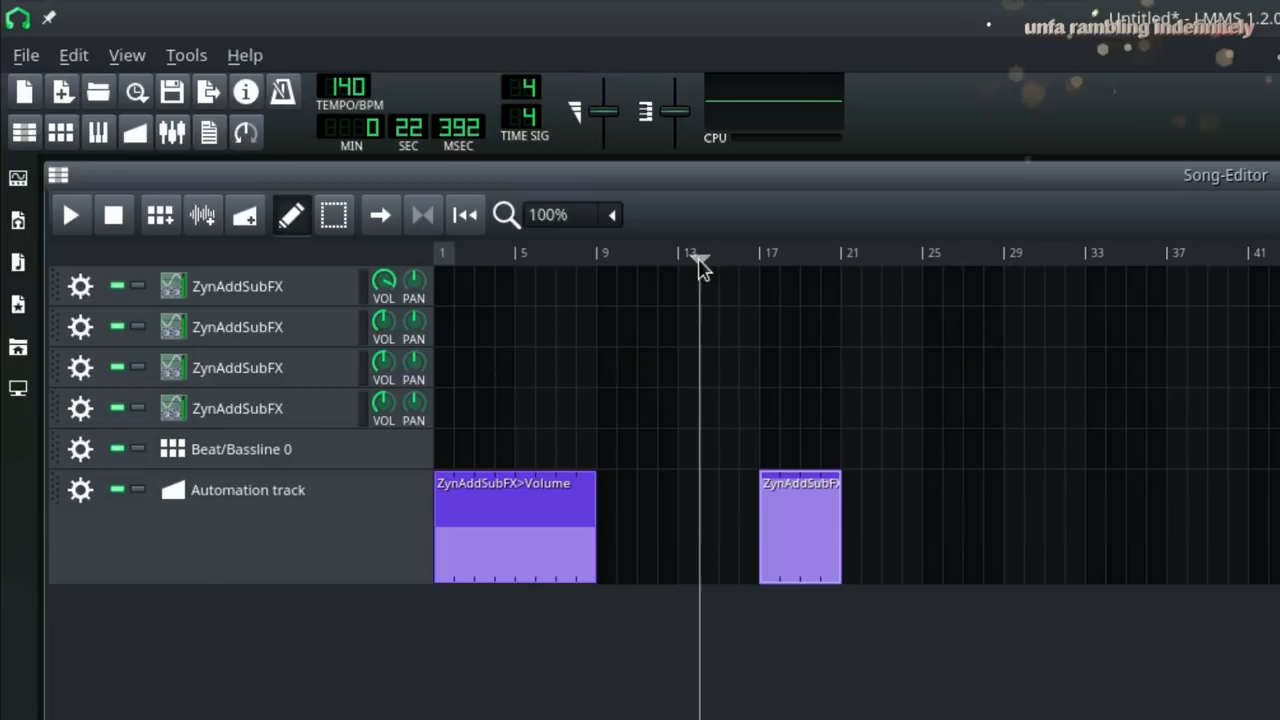 Untitled* - LMMS 1.2.0
unfa rambling indefinitely
File Edit View Tools Help
140
TEMPO/BPM
0 22 392
MIN SEC MSEC
4
4
TIME SIG
CPU
Song-Editor
100%
1 5 9 13 17 21 25 29 33 37 41
ZynAddSubFX VOL PAN
ZynAddSubFX VOL PAN
ZynAddSubFX VOL PAN
ZynAddSubFX VOL PAN
Beat/Bassline 0
Automation track
ZynAddSubFX>Volume
ZynAddSubFX